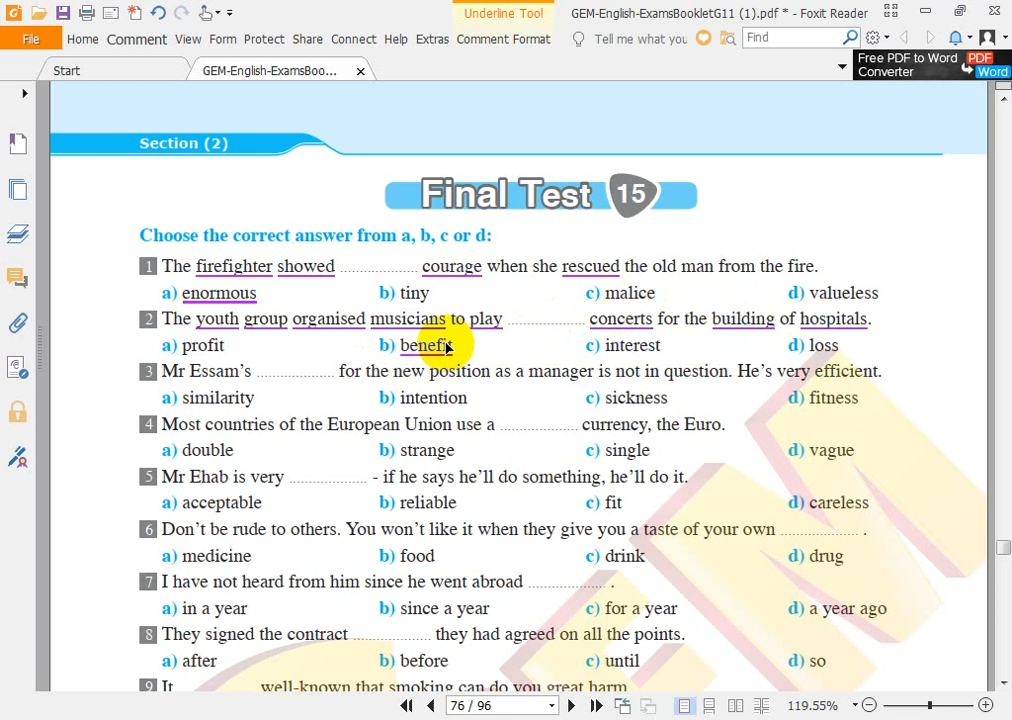 Underline Tool
GEM-English-ExamsBookletG11 (1).pdf * - Foxit Reader
File Home Comment View Form Protect Share Connect Help Extras Comment Format Tell me what you Find
Start GEM-English-ExamsBoo...
Free PDF to Word Converter PDF Word
Section (2)
Final Test 15
Choose the correct answer from a, b, c or d:
1 The firefighter showed .................. courage when she rescued the old man from the fire.
a) enormous b) tiny c) malice d) valueless
2 The youth group organised musicians to play .................. concerts for the building of hospitals.
a) profit b) benefit c) interest d) loss
3 Mr Essam's .................. for the new position as a manager is not in question. He's very efficient.
a) similarity b) intention c) sickness d) fitness
4 Most countries of the European Union use a .................. currency, the Euro.
a) double b) strange c) single d) vague
5 Mr Ehab is very .................. - if he says he'll do something, he'll do it.
a) acceptable b) reliable c) fit d) careless
6 Don't be rude to others. You won't like it when they give you a taste of your own .................. .
a) medicine b) food c) drink d) drug
7 I have not heard from him since he went abroad .................. .
a) in a year b) since a year c) for a year d) a year ago
8 They signed the contract .................. they had agreed on all the points.
a) after b) before c) until d) so
9 It .................. well-known that smoking can do you great harm.
76 / 96 119.55%